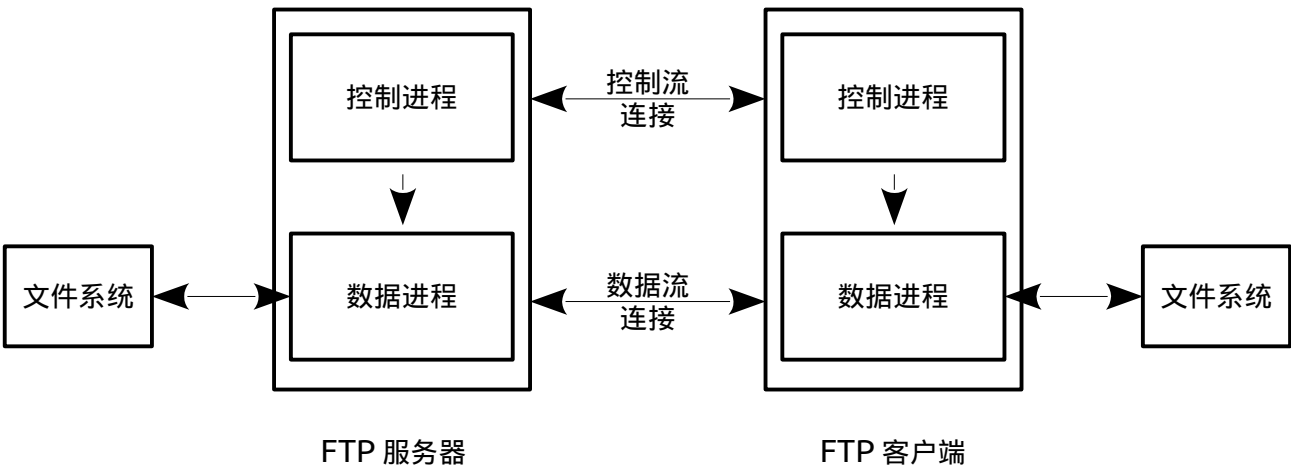 控制进程
控制流
连接
控制进程
文件系统
数据进程
数据流
连接
数据进程
文件系统
FTP 服务器
FTP 客户端